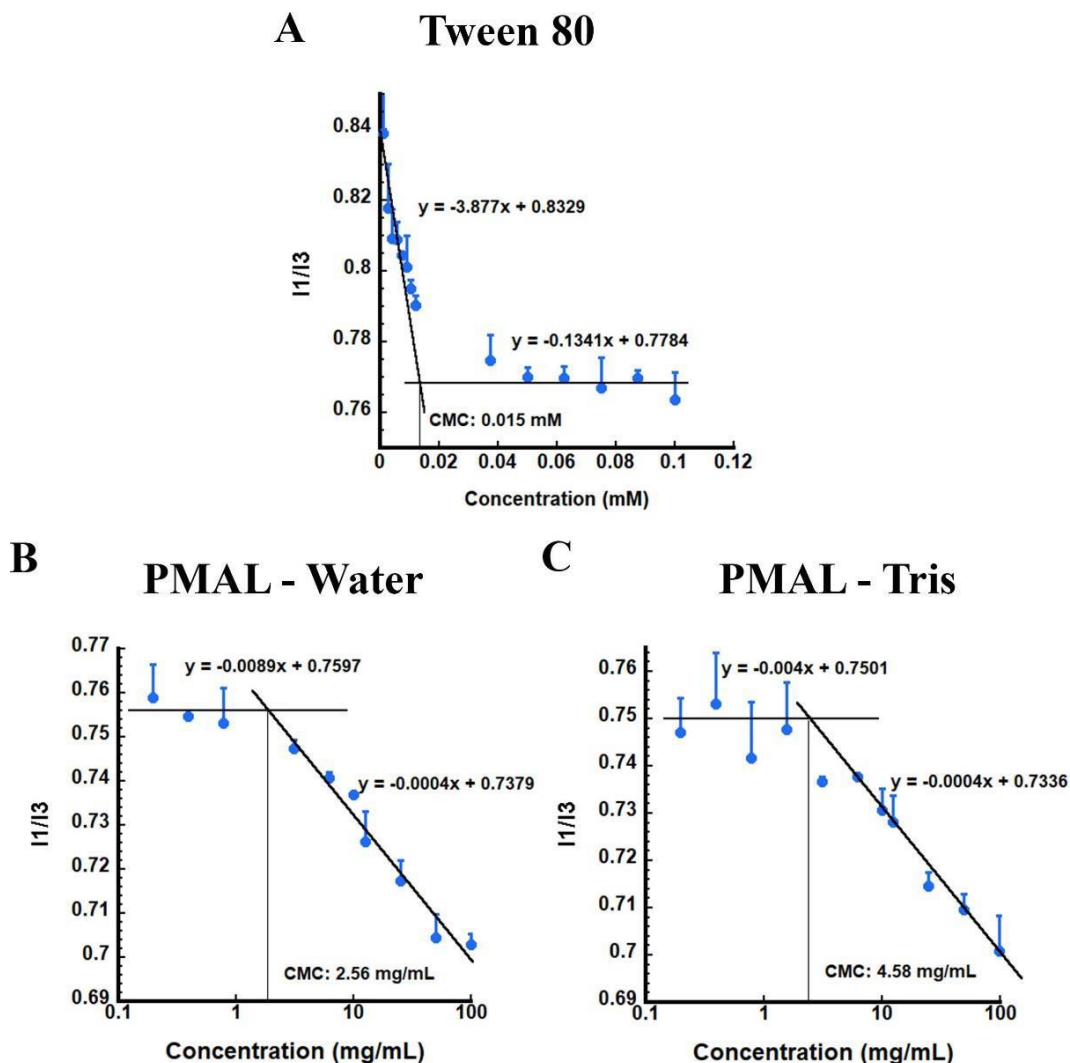 A
Tween 80
0.84
0.82
0.8
0.78
0.76
I1/I3
y = -3.877x + 0.8329
y = -0.1341x + 0.7784
CMC: 0.015 mM
0 0.02 0.04 0.06 0.08 0.1 0.12
Concentration (mM)
B
PMAL - Water
0.77
0.76
0.75
0.74
0.73
0.72
0.71
0.7
0.69
I1/I3
y = -0.0089x + 0.7597
y = -0.0004x + 0.7379
CMC: 2.56 mg/mL
0.1 1 10 100
Concentration (mg/mL)
C
PMAL - Tris
0.76
0.75
0.74
0.73
0.72
0.71
0.7
0.69
I1/I3
y = -0.004x + 0.7501
y = -0.0004x + 0.7336
CMC: 4.58 mg/mL
0.1 1 10 100
Concentration (mg/mL)